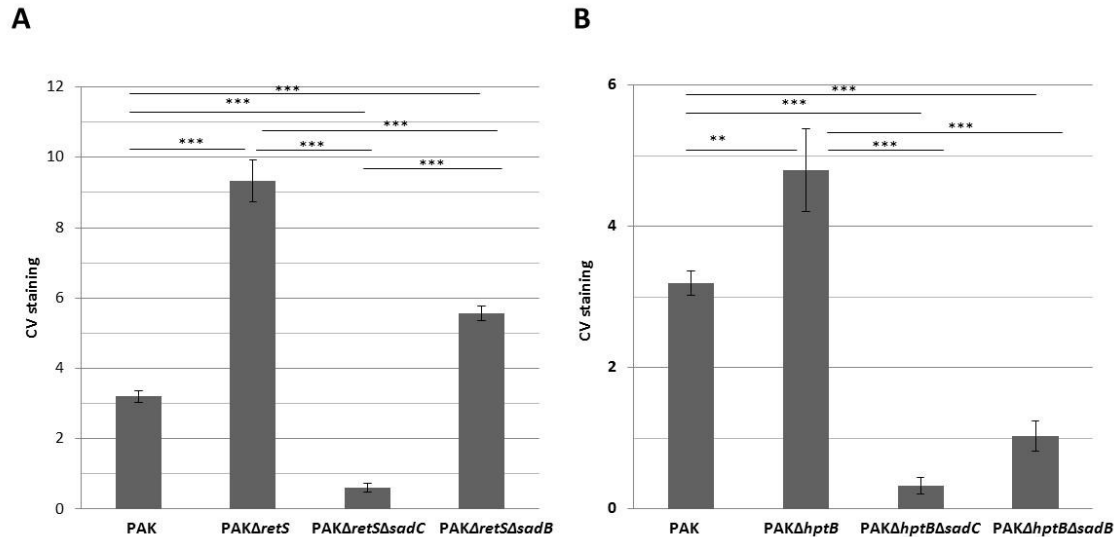 A
B
12
10
8
6
4
2
0
CV staining
***
***
***
***
***
***
PAK
PAKΔretS
PAKΔretSΔsadC
PAKΔretSΔsadB
6
4
2
0
CV staining
***
***
***
**
***
PAK
PAKΔhptB
PAKΔhptBΔsadC
PAKΔhptBΔsadB